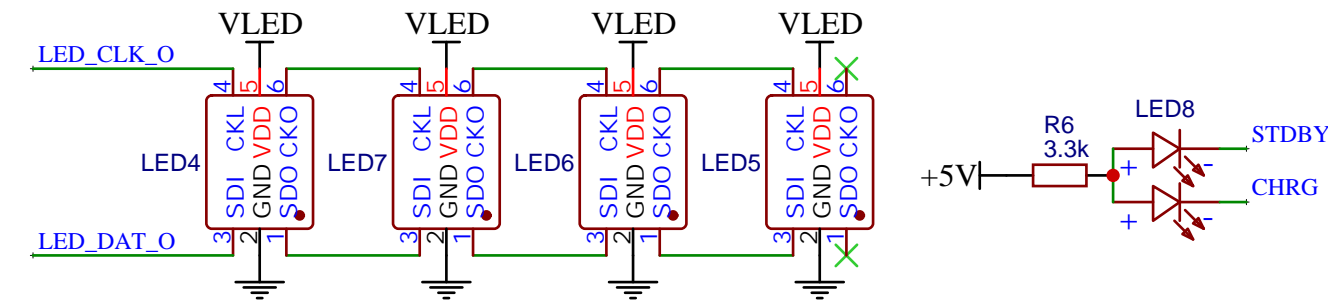 VLED VLED VLED VLED
LED_CLK_O
4 5 6 4 5 6 4 5 6 4 5 6
LED8
CKL VDD CKO CKL VDD CKO CKL VDD CKO CKL VDD CKO
R6
3.3k
STDBY
LED4 LED7 LED6 LED5
+ -
+5V
CHRG
SDI GND SDO SDI GND SDO SDI GND SDO SDI GND SDO
+ -
LED_DAT_O
3 2 1 3 2 1 3 2 1 3 2 1